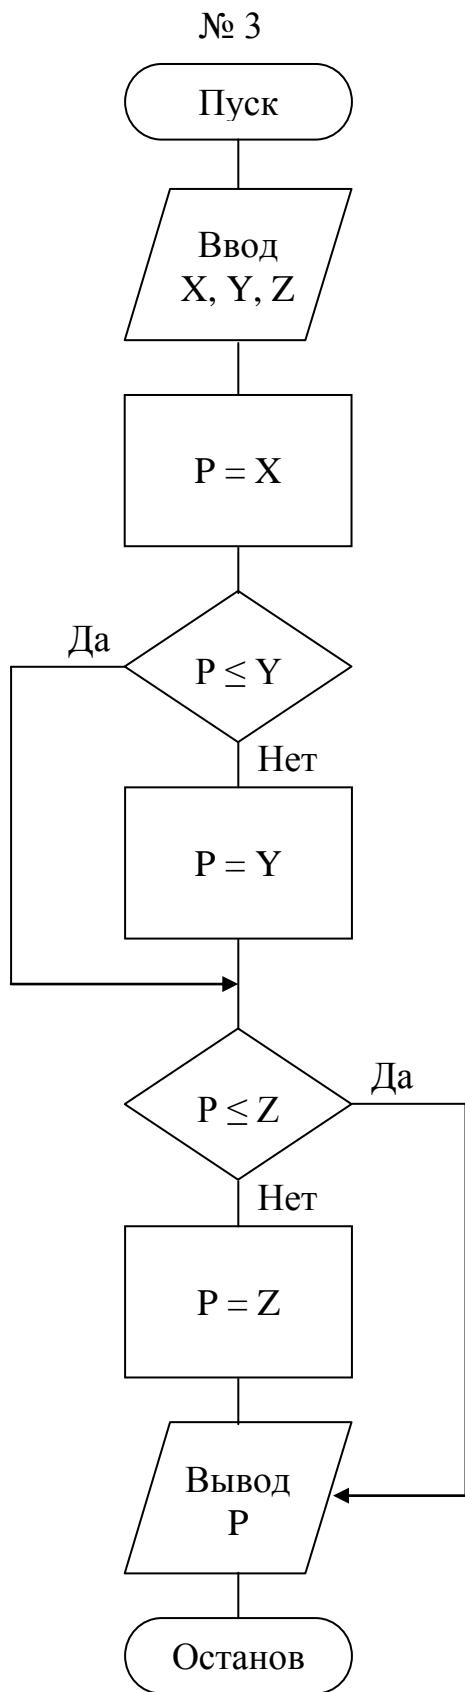 № 3
Пуск
Ввод
X, Y, Z
P = X
Да
P ≤ Y
Нет
P = Y
Да
P ≤ Z
Нет
P = Z
Вывод
P
Останов